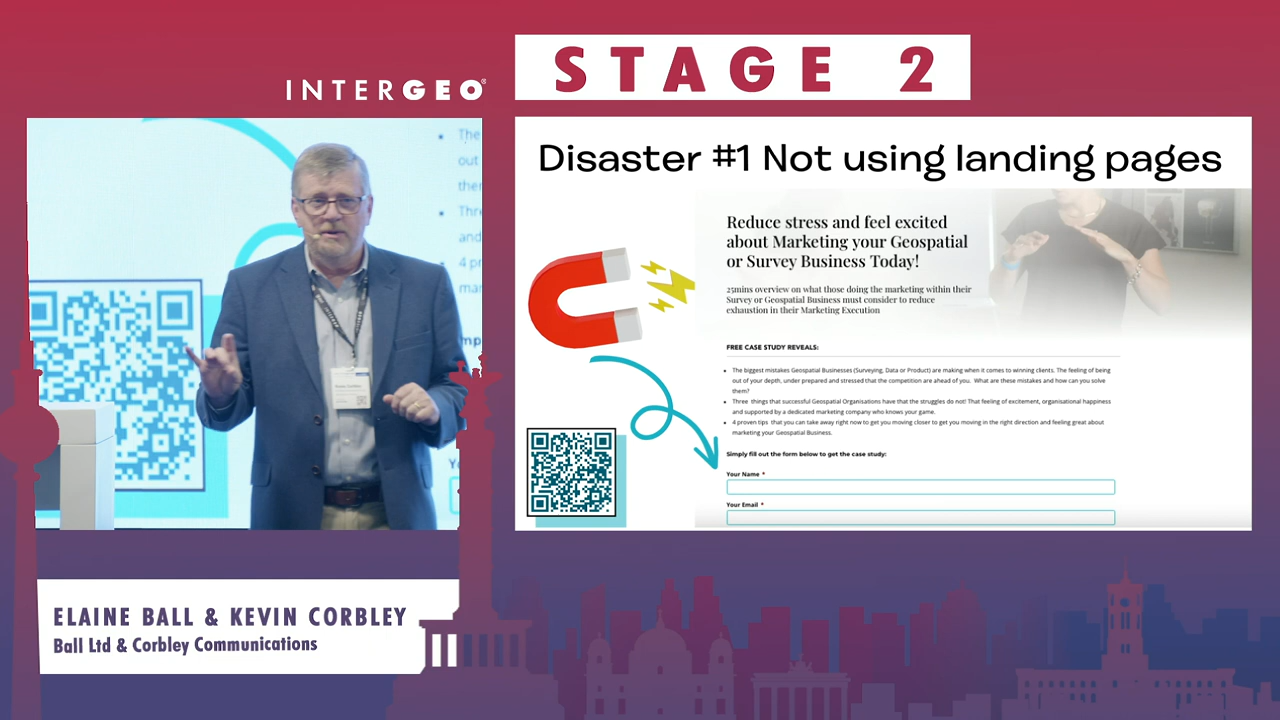 INTERGEO®
STAGE 2
Disaster #1 Not using landing pages
Reduce stress and feel excited
about Marketing your Geospatial
or Survey Business Today!
25mins overview on what those doing the marketing within their
Survey or Geospatial Business must consider to reduce
exhaustion in their Marketing Execution
FREE CASE STUDY REVEALS:
• The biggest mistakes Geospatial Businesses (Surveying, Data or Product) are making when it comes to winning clients. The feeling of being
out of your depth, under prepared and stressed that the competition are ahead of you. What are these mistakes and how can you solve
them?
• Three things that successful Geospatial Organisations have that the struggles do not! That feeling of excitement, organisational happiness
and supported by a dedicated marketing company who knows your game.
• 4 proven tips that you can take away right now to get you moving closer to get you moving in the right direction and feeling great about
marketing your Geospatial Business.
Simply fill out the form below to get the case study:
Your Name *
Your Email *
• The
out
the
• Thr
and
• 4 pr
mar
ELAINE BALL & KEVIN CORBLEY
Ball Ltd & Corbley Communications